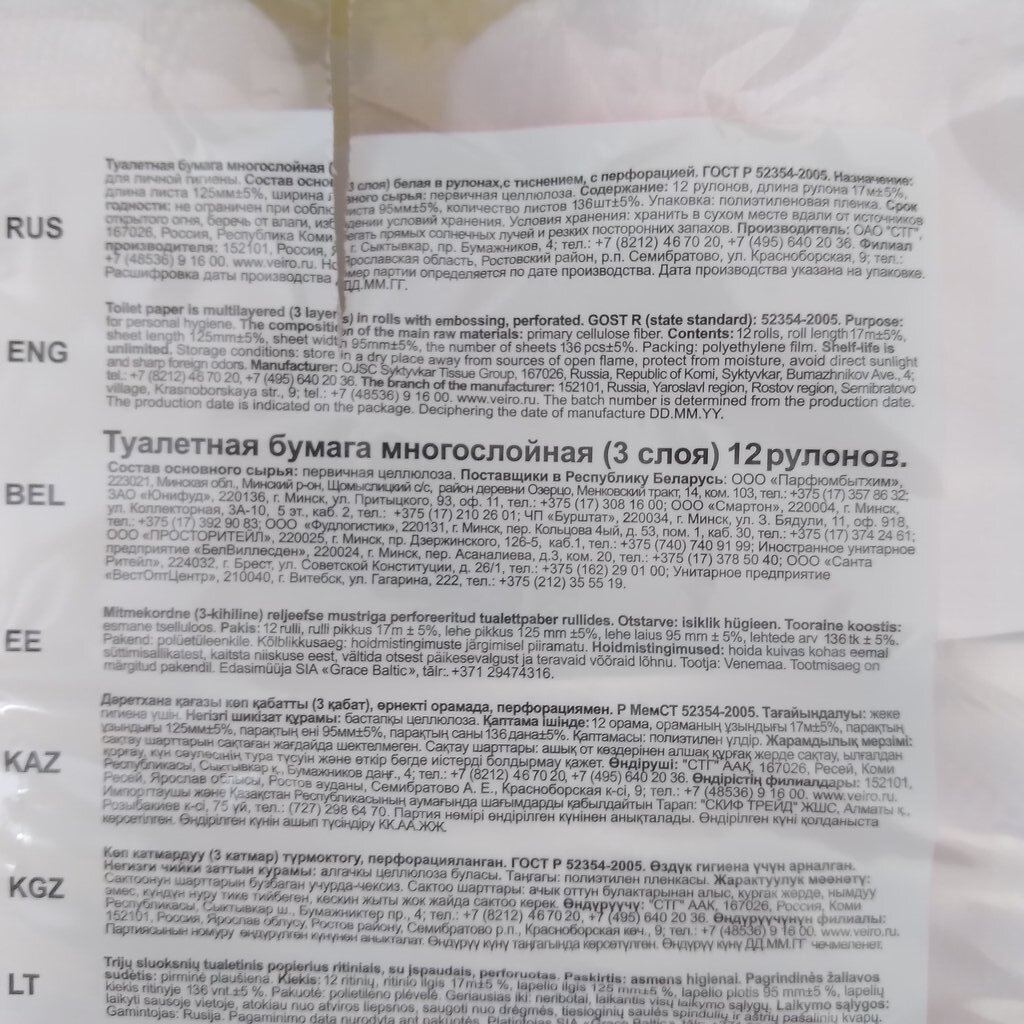 RUS
Туалетная бумага многослойная (3 слоя) белая в рулонах,с тиснением, с перфорацией. ГОСТ Р 52354-2005. Назначение:
для личной гигиены. Состав основного сырья: первичная целлюлоза. Содержание: 12 рулонов, длина рулона 17м±5%,
длина листа 125мм±5%, ширина листа 95мм±5%, количество листов 136шт±5%. Упаковка: полиэтиленовая пленка. Срок
годности: не ограничен при соблюдении условий хранения. Условия хранения: хранить в сухом месте вдали от источников
открытого огня, беречь от влаги, избегать прямых солнечных лучей и резких посторонних запахов. Производитель: ОАО "СТГ",
167026, Россия, Республика Коми, г. Сыктывкар, пр. Бумажников, 4; тел.: +7 (8212) 46 70 20, +7 (495) 640 20 36. Филиал
производителя: 152101, Россия, Ярославская область, Ростовский район, р.п. Семибратово, ул. Красноборская, 9; тел.:
+7 (48536) 9 16 00. www.veiro.ru. Номер партии определяется по дате производства. Дата производства указана на упаковке.
Расшифровка даты производства ДД.ММ.ГГ.
ENG
Toilet paper is multilayered (3 layers) in rolls with embossing, perforated. GOST R (state standard): 52354-2005. Purpose:
for personal hygiene. The composition of the main raw materials: primary cellulose fiber. Contents: 12 rolls, roll length 17m±5%,
sheet length 125mm±5%, sheet width 95mm±5%, the number of sheets 136 pcs±5%. Packing: polyethylene film. Shelf-life is
unlimited. Storage conditions: store in a dry place away from sources of open flame, protect from moisture, avoid direct sunlight
and sharp foreign odors. Manufacturer: OJSC Syktyvkar Tissue Group, 167026, Russia, Republic of Komi, Syktyvkar, Bumazhnikov Ave., 4;
tel.: +7 (8212) 46 70 20, +7 (495) 640 20 36. The branch of the manufacturer: 152101, Russia, Yaroslavl region, Rostov region, Semibratovo
village, Krasnoborskaya str., 9; tel.: +7 (48536) 9 16 00. www.veiro.ru. The batch number is determined from the production date.
The production date is indicated on the package. Deciphering the date of manufacture DD.MM.YY.
BEL
Туалетная бумага многослойная (3 слоя) 12 рулонов.
Состав основного сырья: первичная целлюлоза. Поставщики в Республику Беларусь: ООО «Парфюмбытхим»,
223021, Минская обл., Минский р-он, Щомыслицкий с/с, район деревни Озерцо, Менковский тракт, 14, ком. 103, тел.: +375 (17) 357 86 32;
ЗАО «Юнифуд», 220136, г. Минск, ул. Притыцкого, 93, оф. 11, тел.: +375 (17) 308 16 00; ООО «Смартон», 220004, г. Минск,
ул. Коллекторная, 3А-10, 5 эт., каб. 2, тел.: +375 (17) 210 26 01; ЧП «Бурштат», 220034, г. Минск, ул. З. Бядули, 11, оф. 918,
тел.: +375 (17) 392 90 83; ООО «Фудлогистик», 220131, г. Минск, пер. Кольцова 4ый, д. 53, пом. 1, каб. 30, тел.: +375 (17) 374 24 61;
ООО «ПРОСТОРИТЕЙЛ», 220025, г. Минск, пр. Дзержинского, 126-5, каб.1, тел.: +375 (740) 740 91 99; Иностранное унитарное
предприятие «БелВиллесден», 220024, г. Минск, пер. Асаналиева, д.3, ком. 20, тел.: +375 (17) 378 50 40; ООО «Санта
Ритейл», 224032, г. Брест, ул. Советской Конституции, д. 26/1, тел.: +375 (162) 29 01 00; Унитарное предприятие
«ВестОптЦентр», 210040, г. Витебск, ул. Гагарина, 222, тел.: +375 (212) 35 55 19.
EE
Mitmekordne (3-kihiline) reljeefse mustriga perforeeritud tualettpaber rullides. Otstarve: isiklik hügieen. Tooraine koostis:
esmane tselluloos. Pakis: 12 rulli, rulli pikkus 17m ± 5%, lehe pikkus 125 mm ±5%, lehe laius 95 mm ± 5%, lehtede arv 136 tk ± 5%.
Pakend: polüetüleenkile. Kõlblikkusaeg: hoidmistingimuste järgimisel piiramatu. Hoidmistingimused: hoida kuivas kohas eemal
süttimisallikatest, kaitsta niiskuse eest, vältida otsest päikesevalgust ja teravaid võõraid lõhnu. Tootja: Venemaa. Tootmisaeg on
märgitud pakendil. Edasimüüja SIA «Grace Baltic», tālr.: +371 29474316.
KAZ
Дәретхана қағазы көп қабатты (3 қабат), өрнекті орамада, перфорациямен. Р МемСТ 52354-2005. Тағайындалуы: жеке
гигиена үшін. Негізгі шикізат құрамы: бастапқы целлюлоза. Қаптама ішінде: 12 орама, ораманың ұзындығы 17м±5%, парақтың
ұзындығы 125мм±5%, парақтың ені 95мм±5%, парақтың саны 136 дана±5%. Қаптамасы: полиэтилен үлдір. Жарамдылық мерзімі:
сақтау шарттарын сақтаған жағдайда шектелмеген. Сақтау шарттары: ашық от көздерінен алшақ құрғақ жерде сақтау, ылғалдан
қорғау, күн сәулесінің тура түсуін және өткір бөгде иістерді болдырмау қажет. Өндіруші: "СТГ" ААҚ, 167026, Ресей, Коми
Республикасы, Сыктывкар қ., Бумажников даңғ., 4; тел.: +7 (8212) 46 70 20, +7 (495) 640 20 36. Өндірістің филиалдары: 152101,
Ресей, Ярослав облысы, Ростов ауданы, Семибратово А. Е., Красноборская к-сі, 9; тел.: +7 (48536) 9 16 00. www.veiro.ru.
Импорттаушы және Қазақстан Республикасының аумағында шағымдарды қабылдайтын Тарап: "СКИФ ТРЕЙД" ЖШС, Алматы қ.,
Розыбакиев к-сі, 75 үй, тел.: (727) 298 64 70. Партия нөмірі өндірілген күнінен анықталады. Өндірілген күні қолданыста
көрсетілген. Өндірілген күнін ашып түсіндіру КК.АА.ЖЖ.
KGZ
Көп катмардуу (3 катмар) түрмөктөгү, перфорацияланган. ГОСТ Р 52354-2005. Өздүк гигиена үчүн арналган.
Негизги чийки заттын курамы: алгачкы целлюлоза буласы. Таңгагы: полиэтилен пленкасы. Жарактуулук мөөнөтү:
Сактоонун шарттарын бузбаган учурда-чексиз. Сактоо шарттары: ачык оттун булактарынан алыс, кургак жерде, нымдуу
эмес, күндүн нуру тике тийбеген, кескин жыты жок жайда сактоо керек. Өндүрүүчү: "СТГ" ААК, 167026, Россия, Коми
Республикасы, Сыктывкар ш., Бумажниктер пр., 4; тел.: +7 (8212) 46 70 20, +7 (495) 640 20 36. Өндүрүүчүнүн филиалы:
152101, Россия, Ярослав облусу, Ростов району, Семибратово р.п., Красноборская көч., 9; тел.: +7 (48536) 9 16 00. www.veiro.ru.
Партиясынын номуру өндүрүлгөн күнүнөн аныкталат. Өндүрүү күнү таңгагында көрсөтүлгөн. Өндүрүү күнү ДД.ММ.ГГ чечмеленет.
LT
Trijų sluoksnių tualetinis popierius ritiniais, su įspaudais, perforuotas. Paskirtis: asmens higienai. Pagrindinės žaliavos
sudėtis: pirminė plaušiena. Kiekis: 12 ritinių, ritinio ilgis 17m ±5 %, lapelio ilgis 125 mm ±5 %, lapelio plotis 95 mm ±5 %, lapelių
kiekis ritinyje 136 vnt.±5 %. Pakuotė: polietileno plėvelė. Geriausias iki: neribotai, laikantis visų laikymo sąlygų. Laikymo sąlygos:
laikyti sausoje vietoje, atokiau nuo atviros liepsnos, saugoti nuo drėgmės, tiesioginių saulės spindulių ir aštrių pašalinių kvapų.
Gamintojas: Rusija. Pagaminimo data nurodyta ant pakuotės. Platintojas SIA «Grace Baltic»,